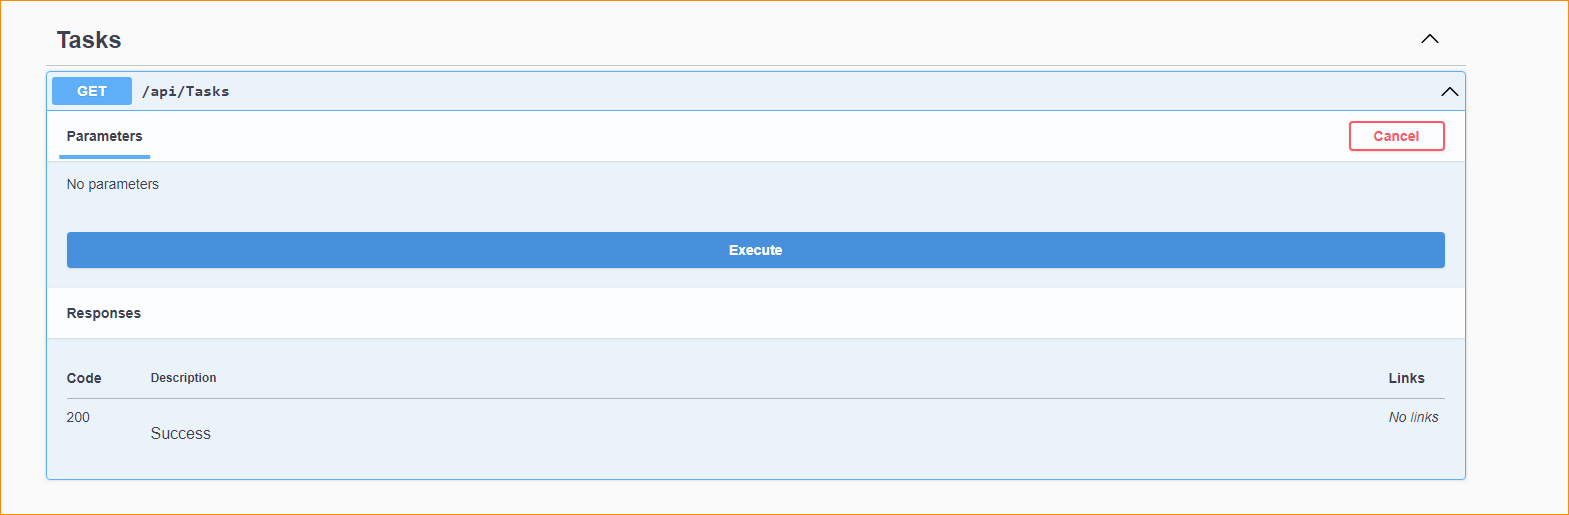 Tasks
GET /api/Tasks
Parameters Cancel
No parameters
Execute
Responses
Code Description Links
200 Success No links